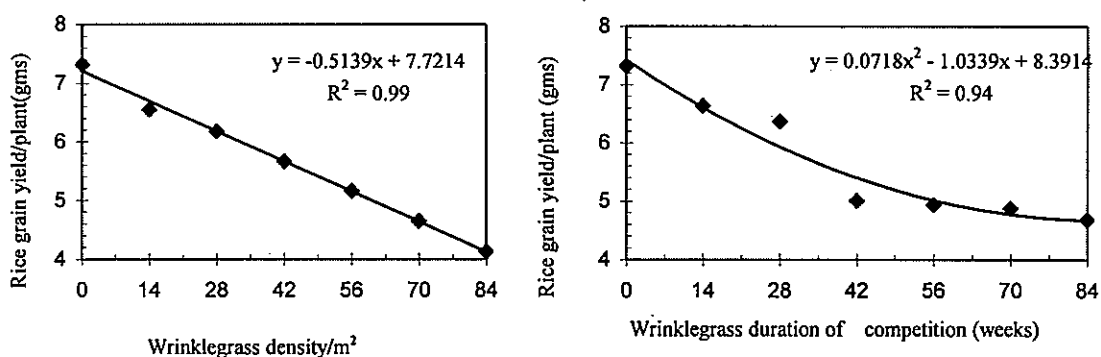 Rice grain yield/plant(gms)
8
7
6
5
4
y = -0.5139x + 7.7214
R² = 0.99
0 14 28 42 56 70 84
Wrinklegrass density/m²
Rice grain yield/plant (gms)
8
7
6
5
4
y = 0.0718x² - 1.0339x + 8.3914
R² = 0.94
0 14 28 42 56 70 84
Wrinklegrass duration of competition (weeks)